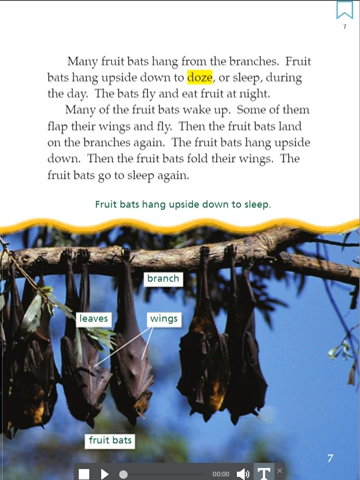 7
Many fruit bats hang from the branches. Fruit
bats hang upside down to doze, or sleep, during
the day. The bats fly and eat fruit at night.
Many of the fruit bats wake up. Some of them
flap their wings and fly. Then the fruit bats land
on the branches again. The fruit bats hang upside
down. Then the fruit bats fold their wings. The
fruit bats go to sleep again.
Fruit bats hang upside down to sleep.
branch
leaves
wings
fruit bats
7
00:00
T